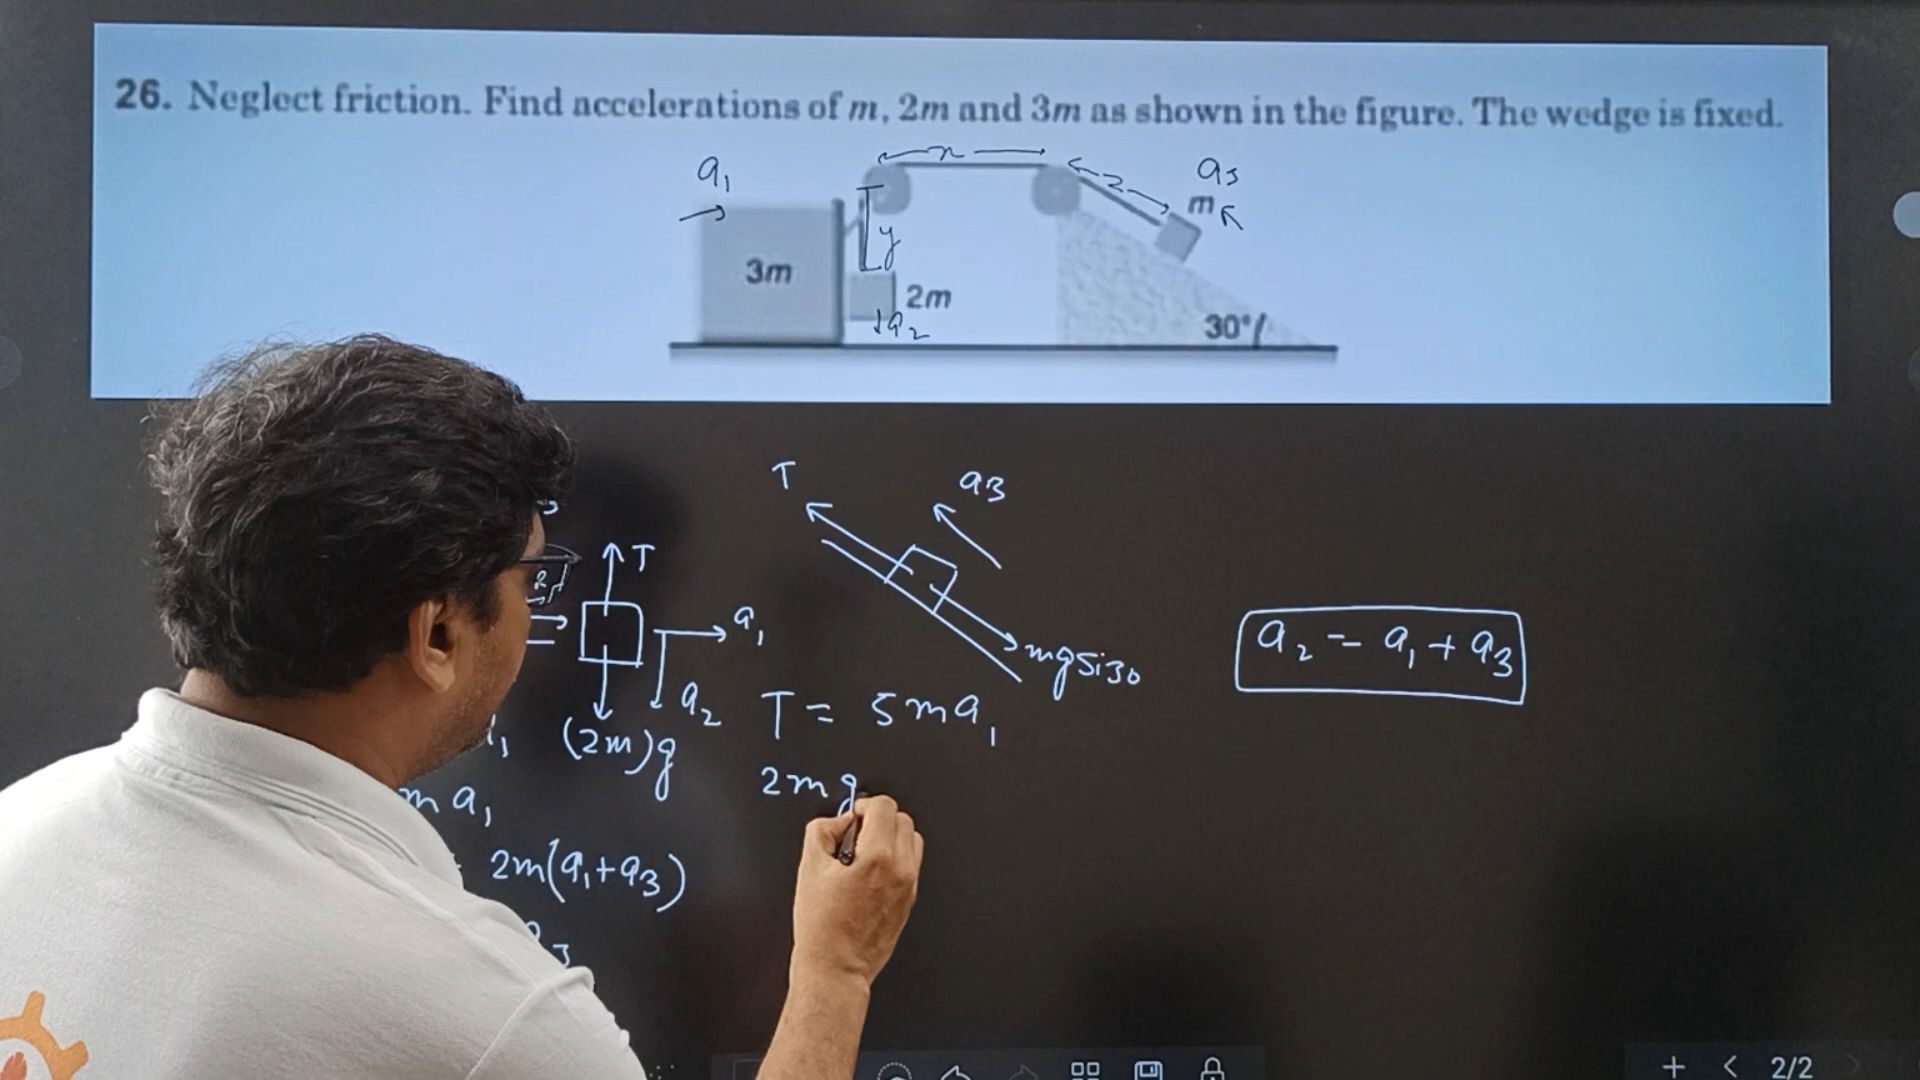 26. Neglect friction. Find accelerations of m, 2m and 3m as shown in the figure. The wedge is fixed.
a₁
x
z
a₃
m
y
3m
2m
a₂
30°
T
a₃
T
a₁
mgsi30
a₂ = a₁ + a₃
a₂
T = 5ma₁
(2m)g
2mg
ma₁
2m(a₁+a₃)
2/2